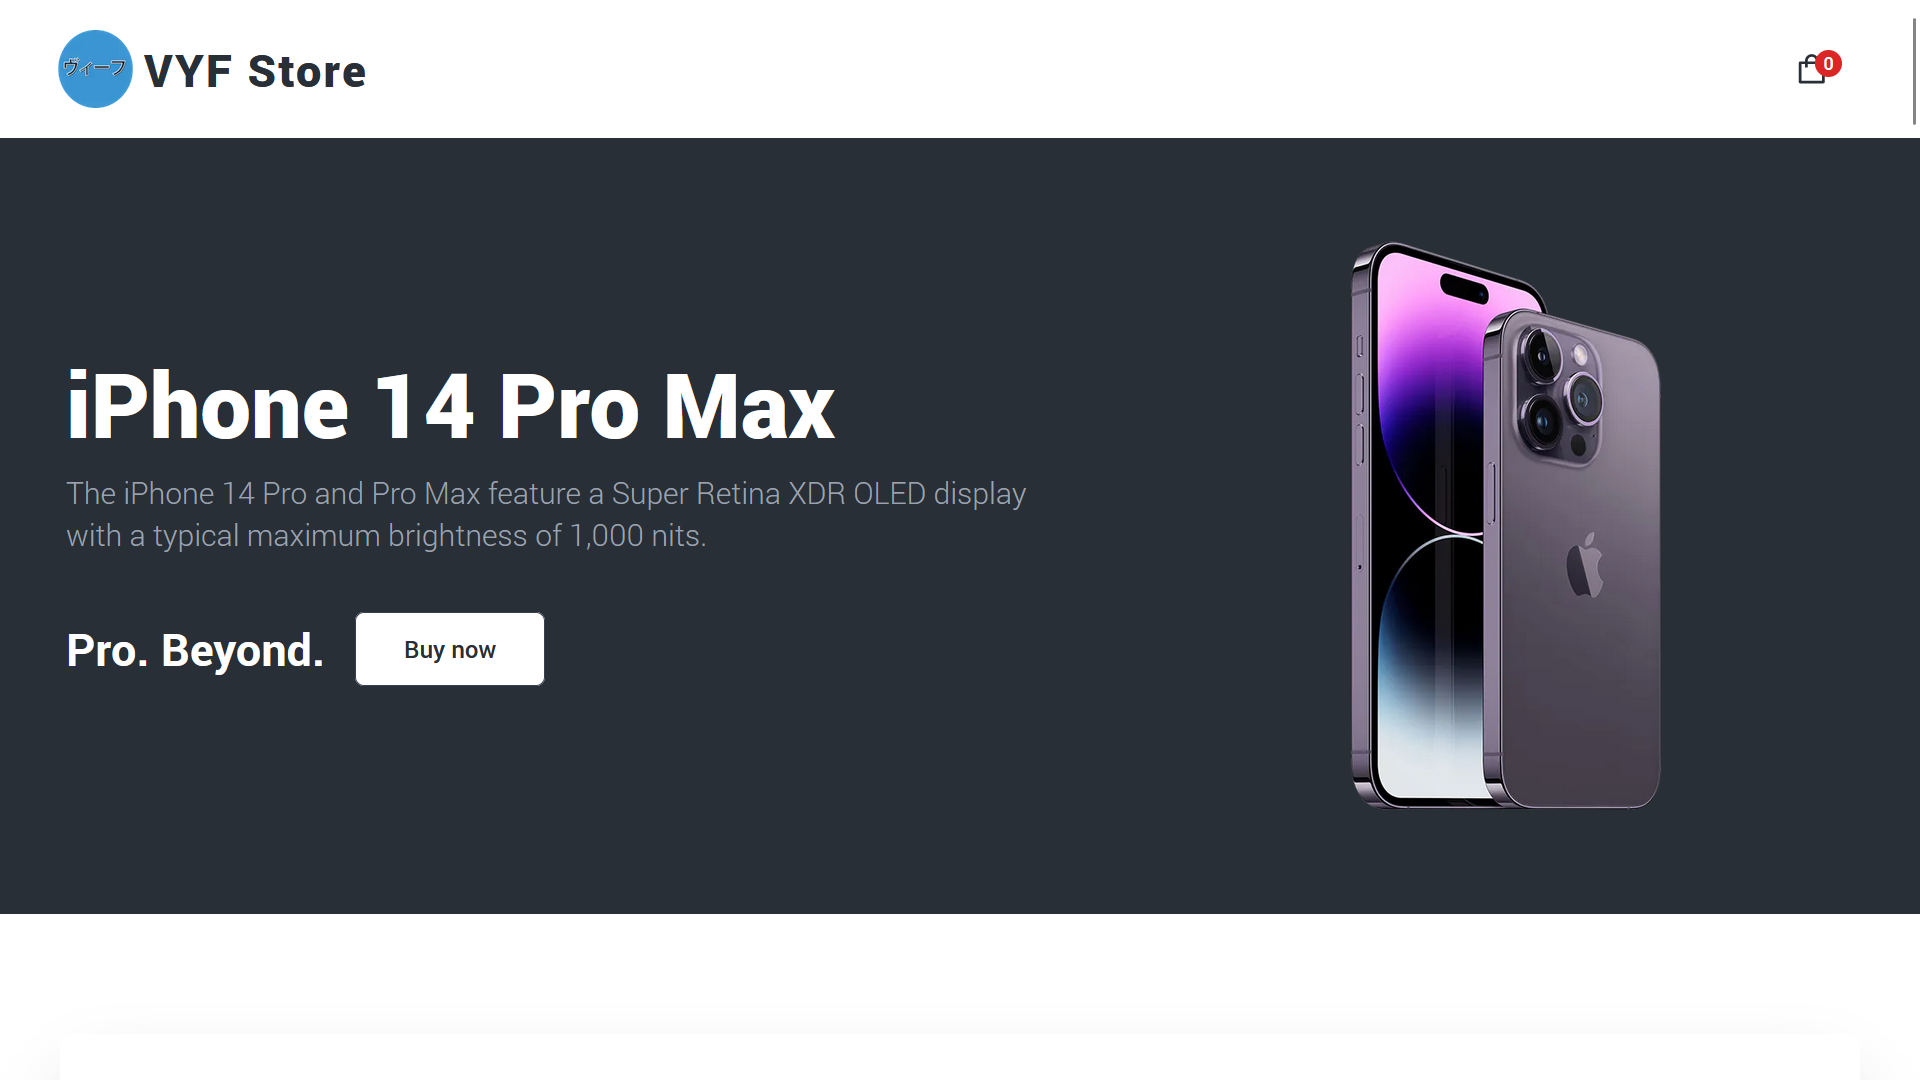 ヴィーフ
VYF Store
0
iPhone 14 Pro Max
The iPhone 14 Pro and Pro Max feature a Super Retina XDR OLED display
with a typical maximum brightness of 1,000 nits.
Pro. Beyond.
Buy now